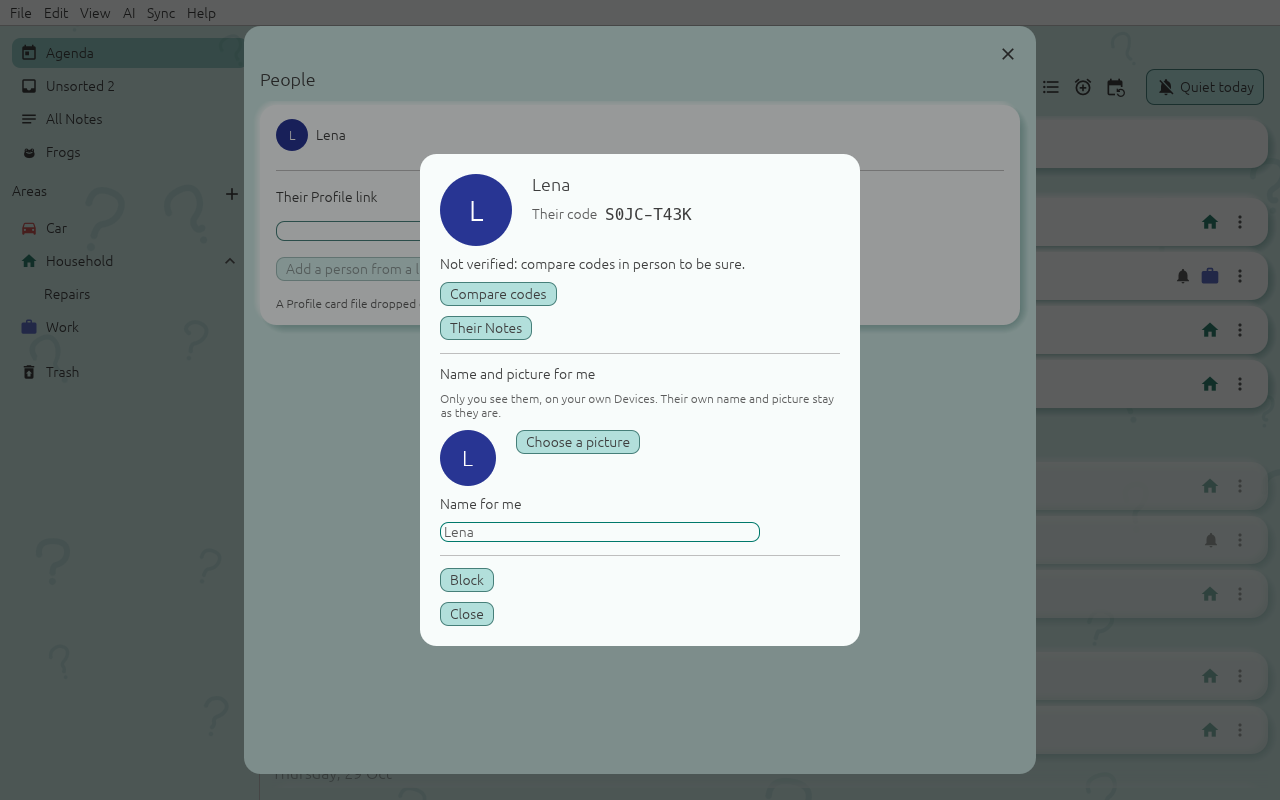 File Edit View AI Sync Help
Agenda
Unsorted 2
All Notes
Frogs
Areas
Car
Household
Repairs
Work
Trash
Quiet today
People
L Lena
Their Profile link
Add a person from a l
A Profile card file dropped
L
Lena
Their code S0JC-T43K
Not verified: compare codes in person to be sure.
Compare codes
Their Notes
Name and picture for me
Only you see them, on your own Devices. Their own name and picture stay
as they are.
L
Choose a picture
Name for me
Lena
Block
Close
Thursday, 29 Oct